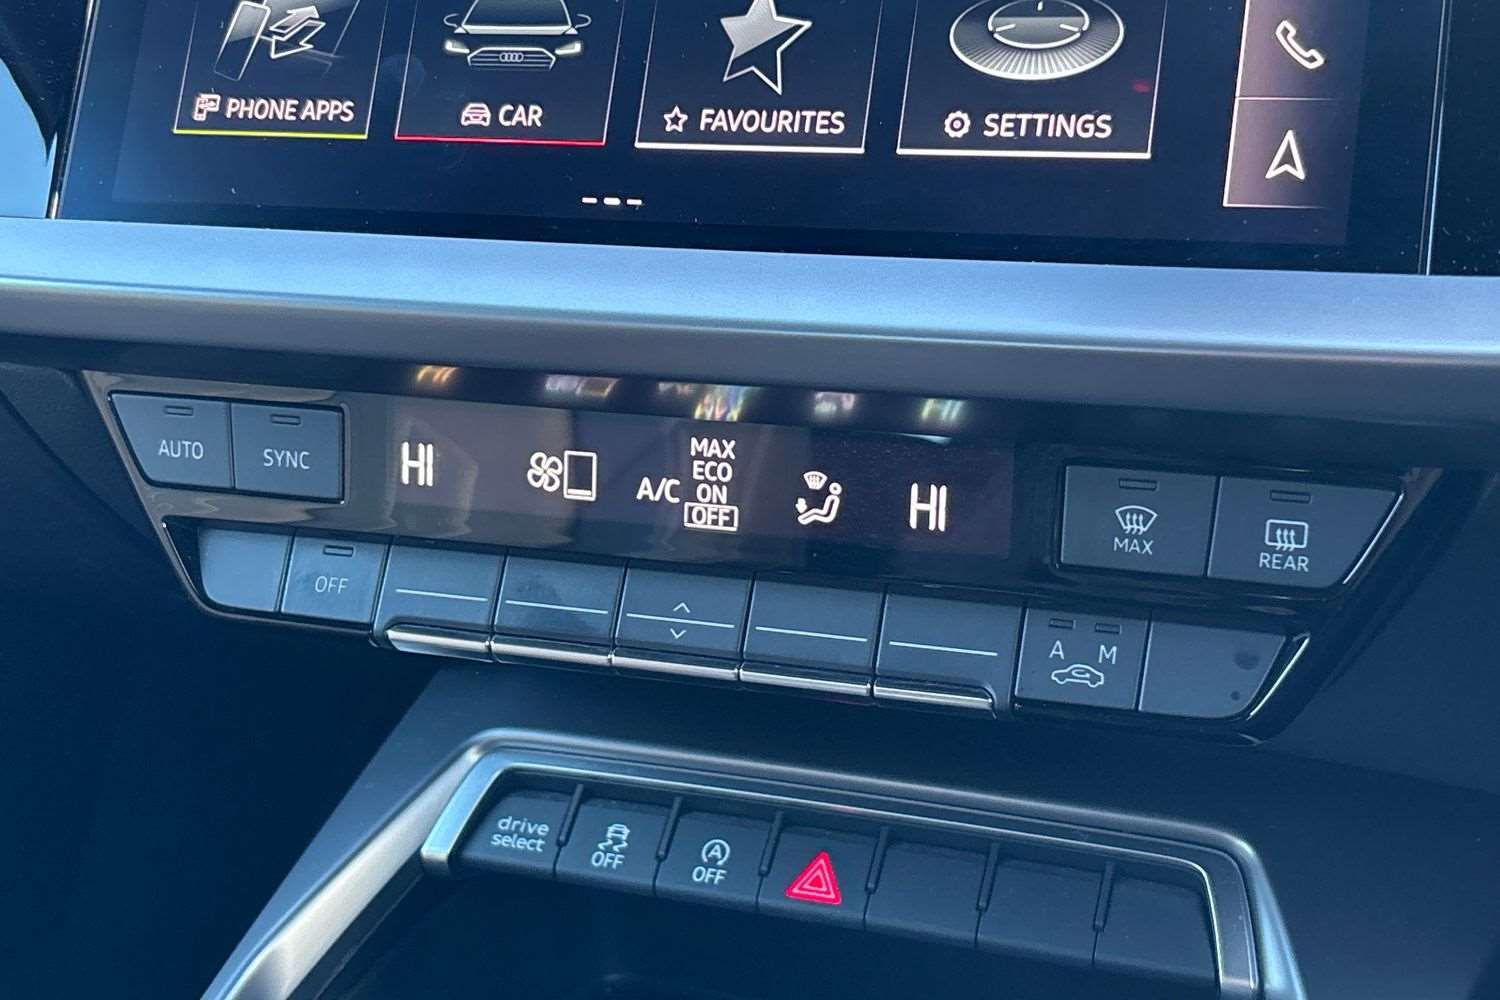 PHONE APPS
CAR
FAVOURITES
SETTINGS
AUTO
SYNC
HI
A/C
MAX
ECO
ON
OFF
HI
MAX
REAR
OFF
A M
drive
select
OFF
A
OFF